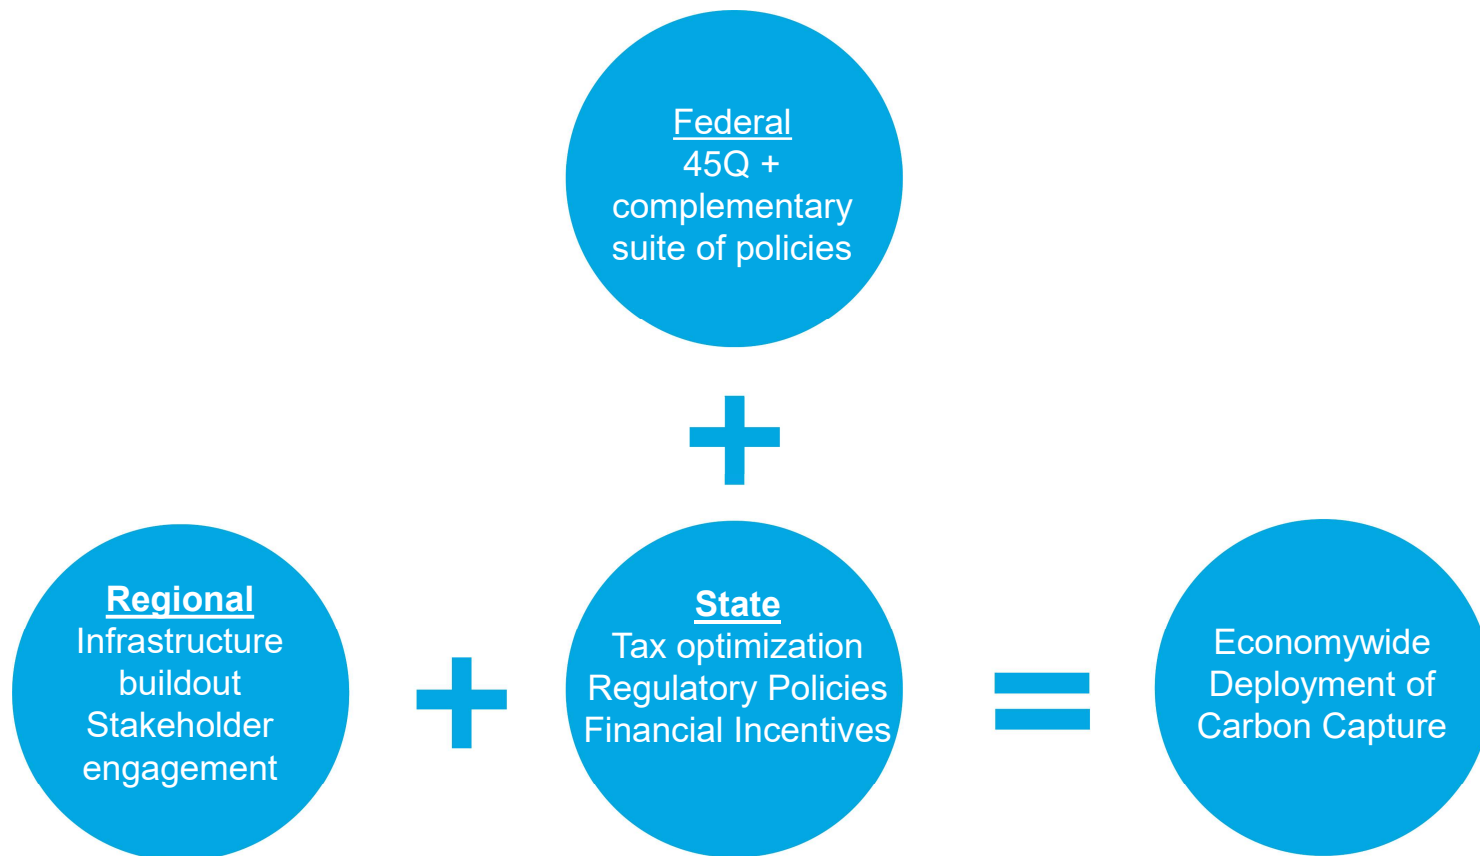 Federal
45Q +
complementary
suite of policies
+
Regional
Infrastructure
buildout
Stakeholder
engagement
+
State
Tax optimization
Regulatory Policies
Financial Incentives
=
Economywide
Deployment of
Carbon Capture